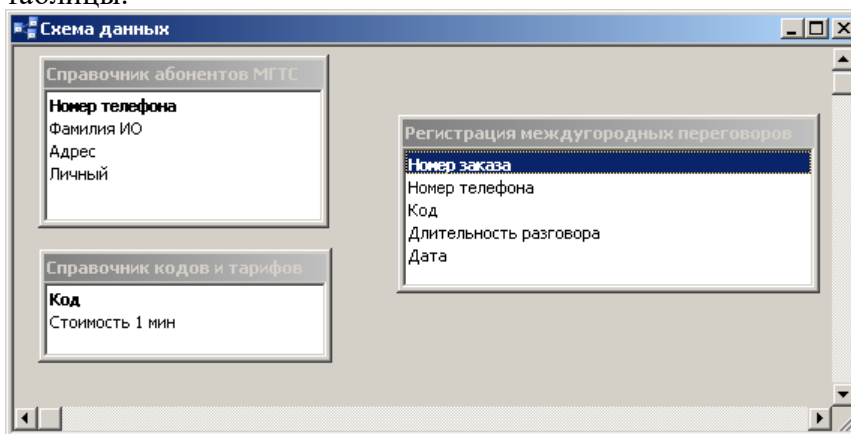 таблицы.
Схема данных
Справочник абонентов МГТС
Номер телефона
Фамилия ИО
Адрес
Личный
Регистрация междугородных переговоров
Номер заказа
Номер телефона
Код
Длительность разговора
Дата
Справочник кодов и тарифов
Код
Стоимость 1 мин